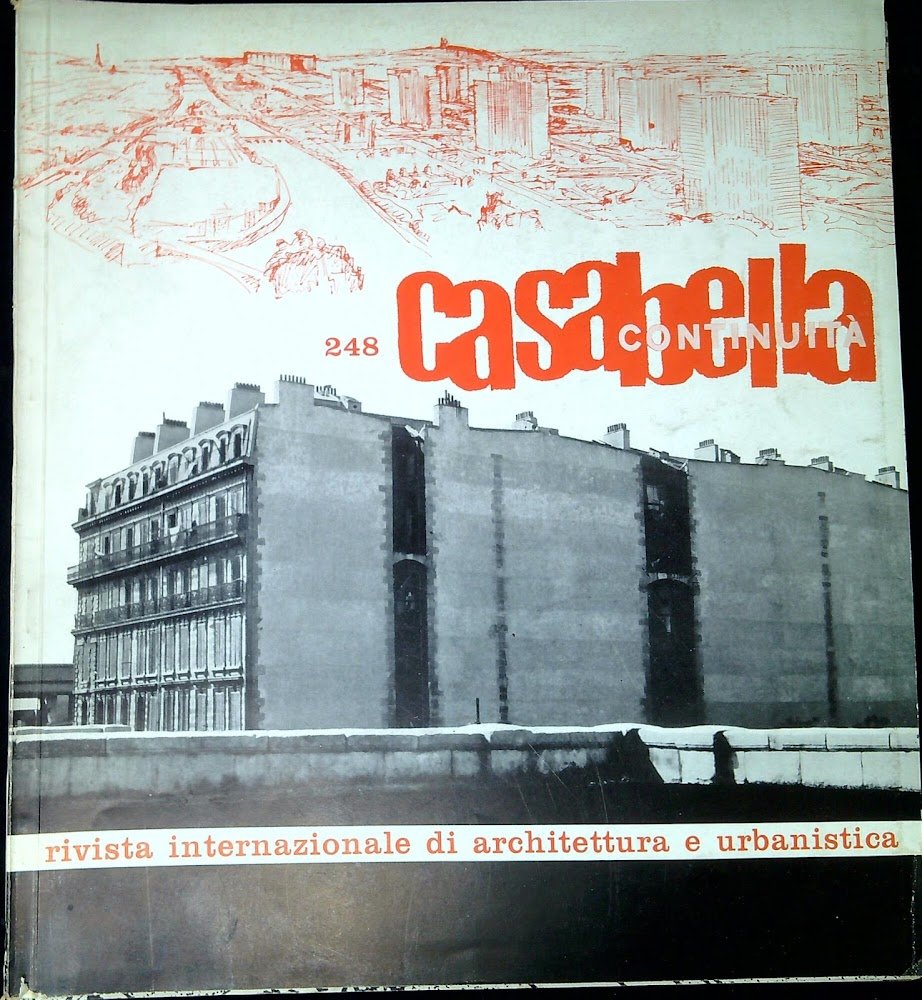 248 casabella
CONTINUITÀ
rivista internazionale di architettura e urbanistica